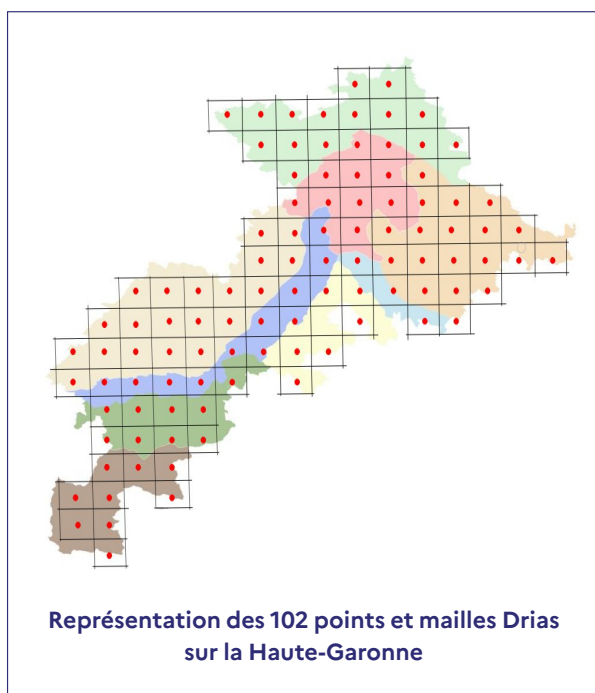 Représentation des 102 points et mailles Drias
sur la Haute-Garonne